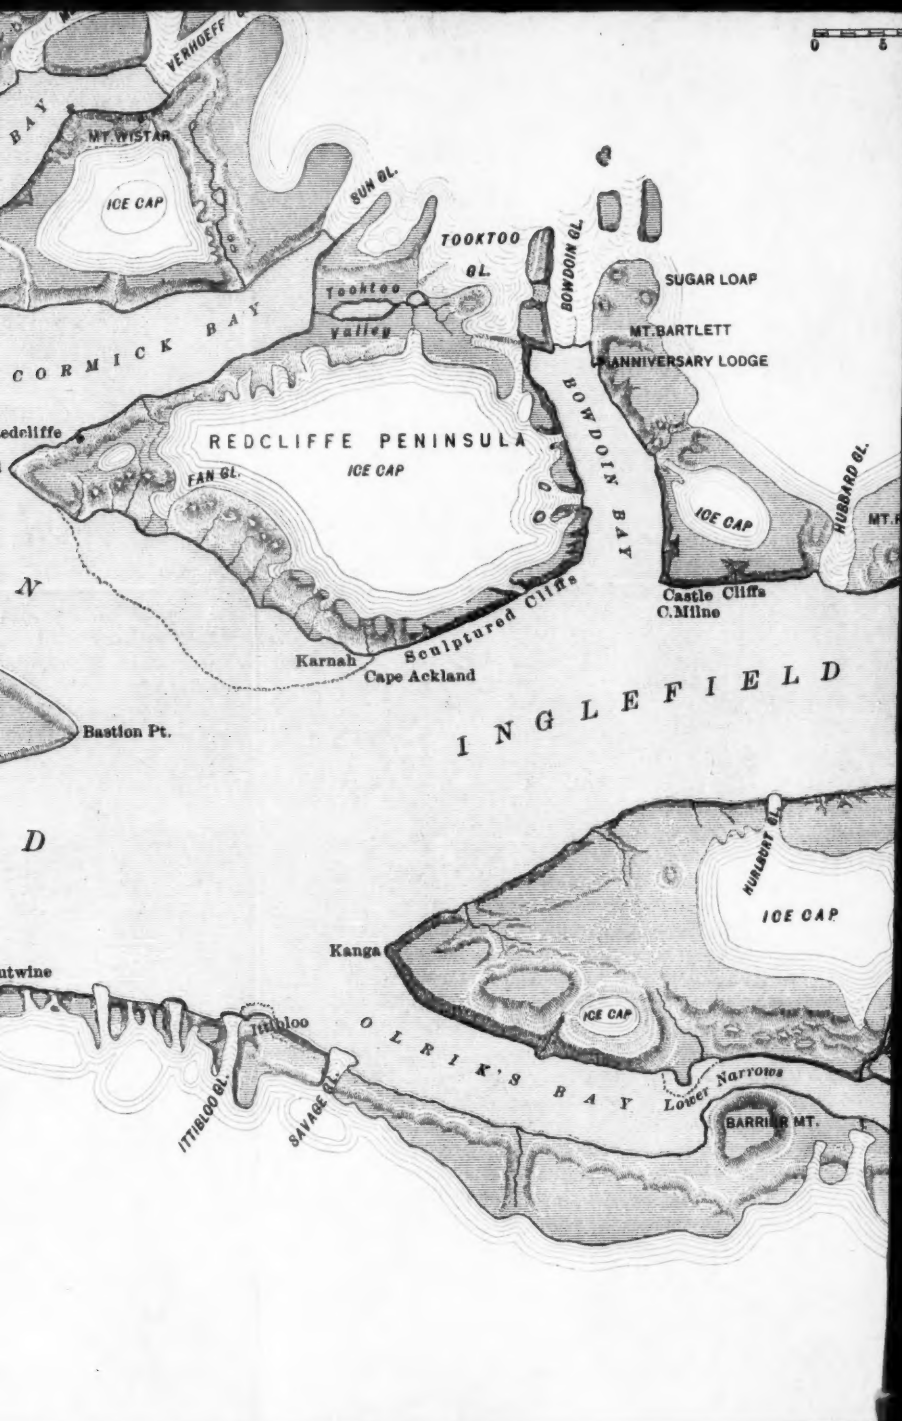 VERHOEFF
0 5
BAY
MT. WISTAR
ICE CAP
SUN GL.
TOOKTOO
GL.
BOWDOIN GL.
SUGAR LOAP
Tooktoo
Valley
MT. BARTLETT
ANNIVERSARY LODGE
CORMICK BAY
BOWDOIN BAY
edcliffe
REDCLIFFE PENINSULA
ICE CAP
FAN GL.
ICE CAP
HUBBARD GL.
MT.
N
Castle Cliffs
C. Milne
Sculptured Cliffs
Karnah
Cape Ackland
INGLEFIELD
Bastion Pt.
D
HURLBURT GL.
ICE CAP
Kanga
utwine
ICE CAP
Ittibloo
OLRIK'S BAY
Lower Narrows
ITTIBLOO GL.
SAVAGE GL.
BARRIER MT.